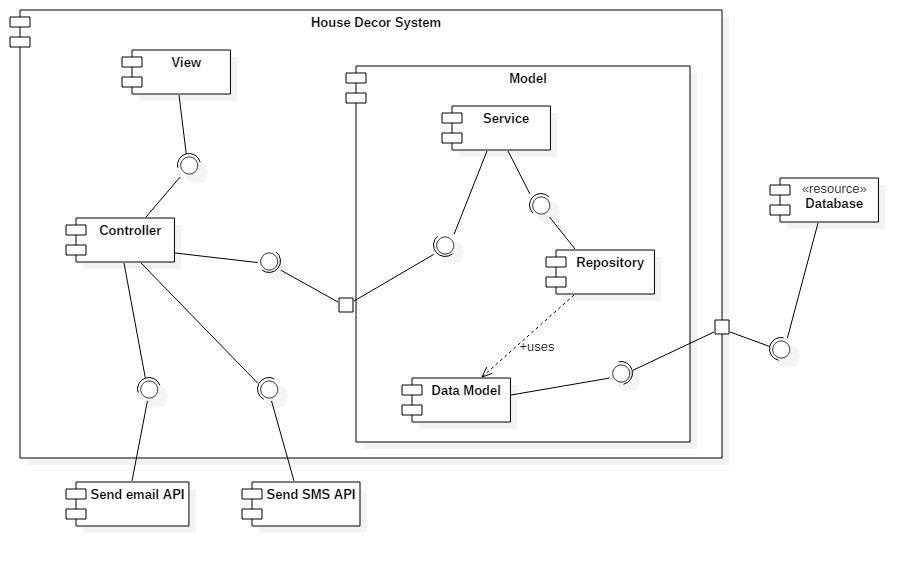 House Decor System
View
Model
Service
«resource»
Database
Controller
Repository
+uses
Data Model
Send email API
Send SMS API